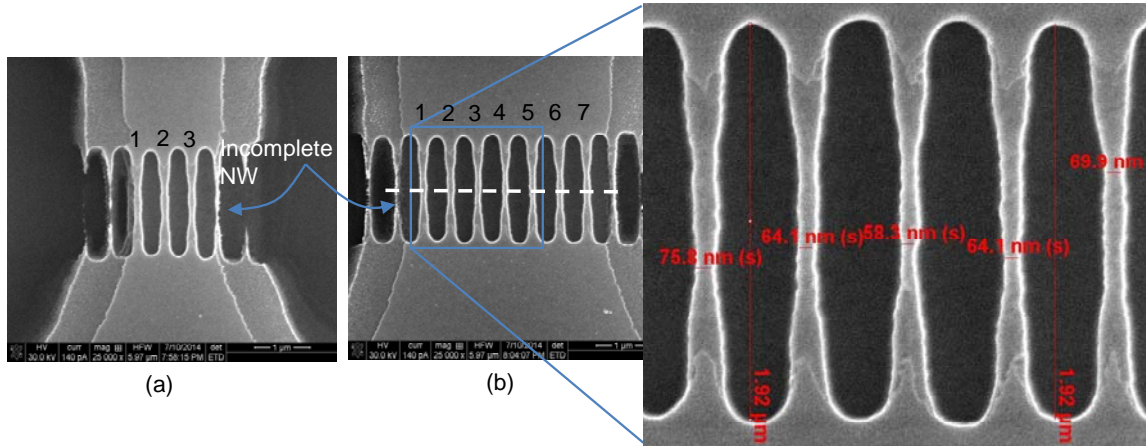 1 2 3
Incomplete
NW
HV curr mag HFW 7/10/2014 det
30.0 kV 140 pA 25 000 x 5.97 µm 7:58:15 PM ETD
1 µm
(a)
1 2 3 4 5 6 7
HV curr mag HFW 7/10/2014 det
30.0 kV 140 pA 25 000 x 5.97 µm 8:04:07 PM ETD
1 µm
(b)
69.9 nm
64.1 nm (s)
58.3 nm (s)
75.8 nm (s)
64.1 nm (s)
1.92 µm
1.92 µm